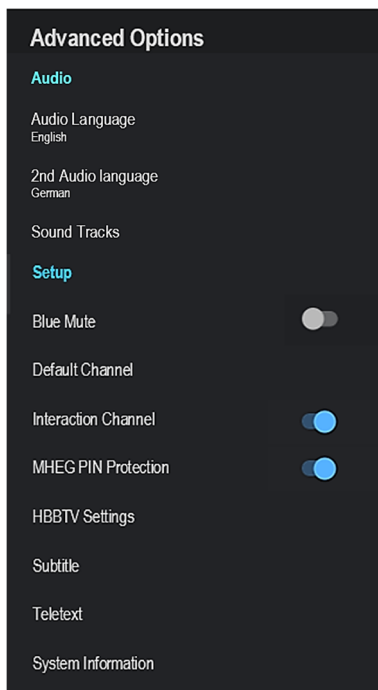 Advanced Options
Audio
Audio Language
English
2nd Audio language
German
Sound Tracks
Setup
Blue Mute
Default Channel
Interaction Channel
MHEG PIN Protection
HBBTV Settings
Subtitle
Teletext
System Information